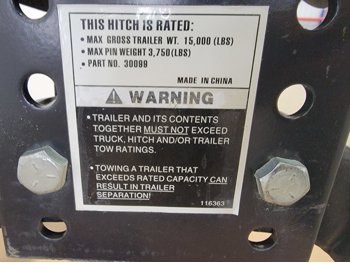 THIS HITCH IS RATED:
• MAX GROSS TRAILER WT. 15,000 (LBS)
• MAX PIN WEIGHT 3,750 (LBS)
• PART NO. 30099
MADE IN CHINA
WARNING
• TRAILER AND ITS CONTENTS
TOGETHER MUST NOT EXCEED
TRUCK, HITCH AND/OR TRAILER
TOW RATINGS.
• TOWING A TRAILER THAT
EXCEEDS RATED CAPACITY CAN
RESULT IN TRAILER
SEPARATION!
116363